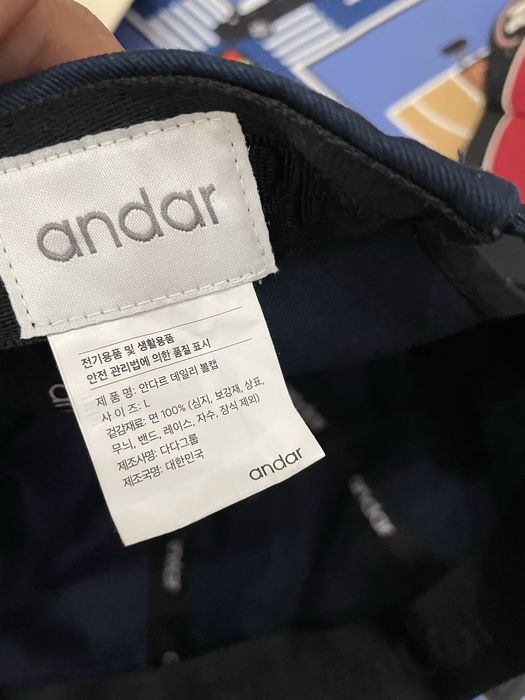 andar
전기용품 및 생활용품
안전 관리법에 의한 품질 표시
제 품 명: 안다르 데일리 볼캡
사 이 즈: L
겉감재료: 면 100% (심지, 보강재, 상표,
무늬, 밴드, 레이스, 자수, 장식 제외)
제조사명: 다다그룹
제조국명: 대한민국
andar
andar